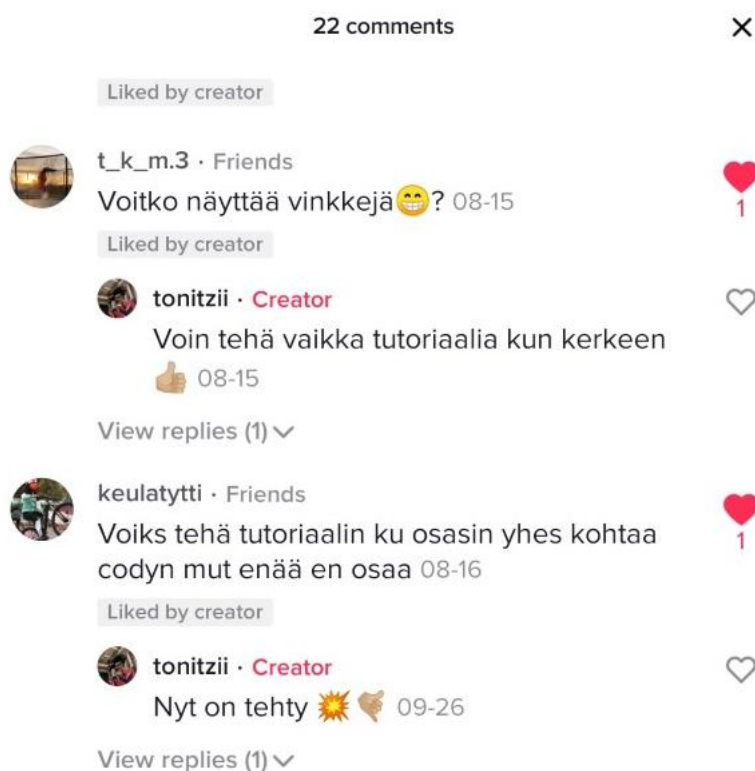 22 comments
Liked by creator
t_k_m.3 · Friends
Voitko näyttää vinkkejä😁? 08-15
1
Liked by creator
tonitzii · Creator
Voin tehä vaikka tutoriaalia kun kerkeen
👍🏼 08-15
View replies (1)
keulatytti · Friends
Voiks tehä tutoriaalin ku osasin yhes kohtaa
codyn mut enää en osaa 08-16
1
Liked by creator
tonitzii · Creator
Nyt on tehty 💥🤙🏼 09-26
View replies (1)